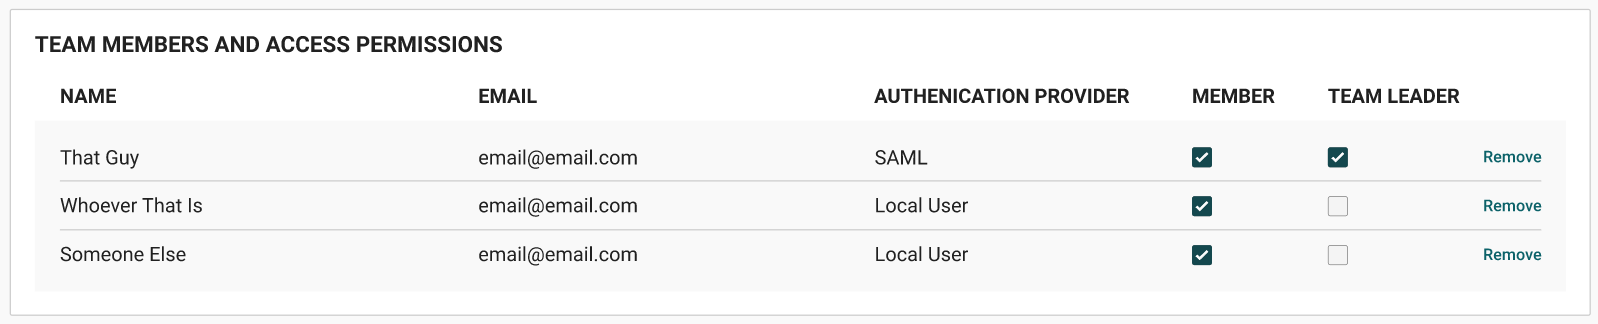 TEAM MEMBERS AND ACCESS PERMISSIONS
NAME EMAIL AUTHENICATION PROVIDER MEMBER TEAM LEADER
That Guy email@email.com SAML Remove
Whoever That Is email@email.com Local User Remove
Someone Else email@email.com Local User Remove